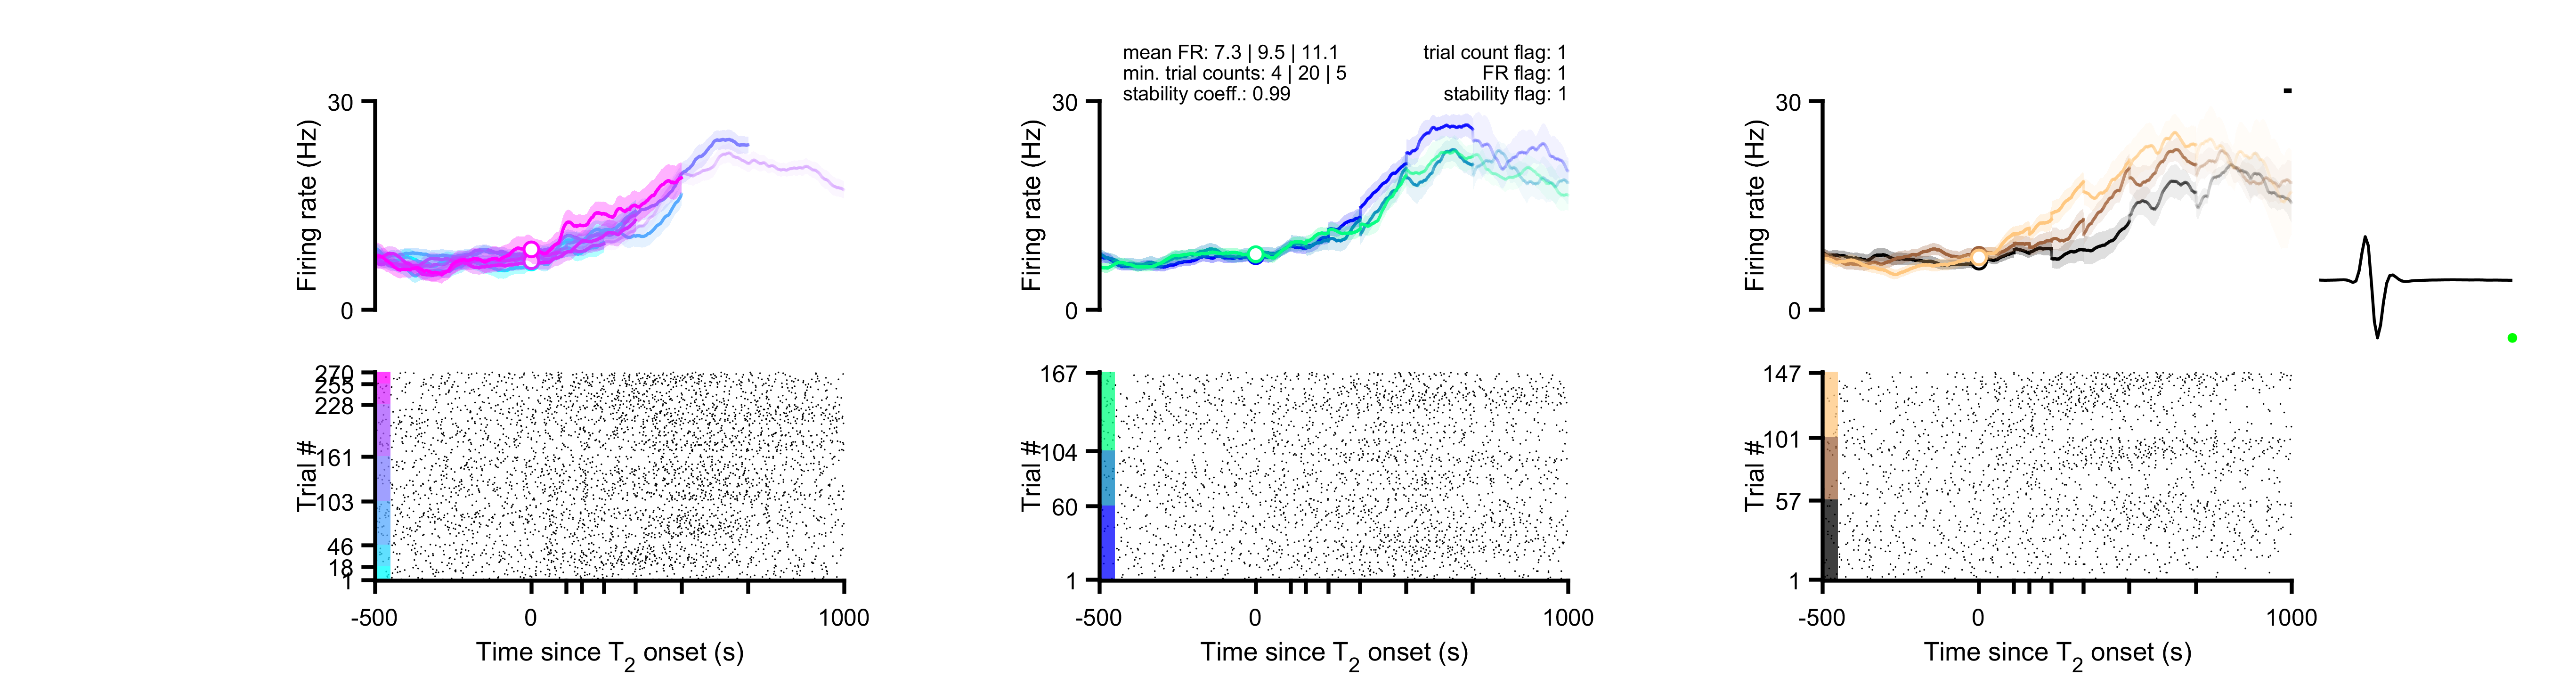 mean FR: 7.3 | 9.5 | 11.1
min. trial counts: 4 | 20 | 5
stability coeff.: 0.99
trial count flag: 1
FR flag: 1
stability flag: 1
30
0
Firing rate (Hz)
270
255
228
161
103
46
18
1
Trial #
-500
0
1000
Time since T2 onset (s)
30
0
Firing rate (Hz)
167
104
60
1
Trial #
-500
0
1000
Time since T2 onset (s)
30
0
Firing rate (Hz)
147
101
57
1
Trial #
-500
0
1000
Time since T2 onset (s)